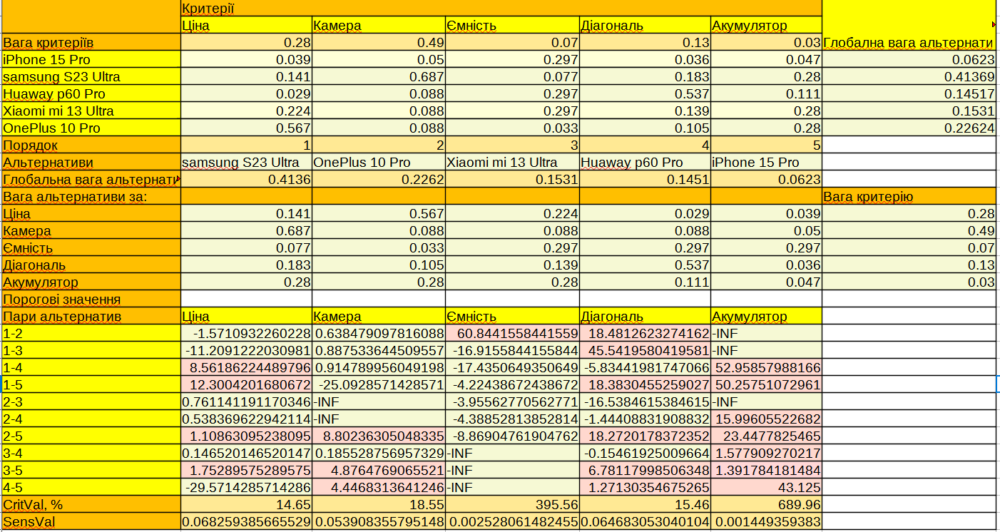 Критерії
Ціна Камера Ємність Діагональ Акумулятор
Вага критеріїв 0.28 0.49 0.07 0.13 0.03 Глобална вага альтернати
iPhone 15 Pro 0.039 0.05 0.297 0.036 0.047 0.0623
samsung S23 Ultra 0.141 0.687 0.077 0.183 0.28 0.41369
Huaway p60 Pro 0.029 0.088 0.297 0.537 0.111 0.14517
Xiaomi mi 13 Ultra 0.224 0.088 0.297 0.139 0.28 0.1531
OnePlus 10 Pro 0.567 0.088 0.033 0.105 0.28 0.22624
Порядок 1 2 3 4 5
Альтернативи samsung S23 Ultra OnePlus 10 Pro Xiaomi mi 13 Ultra Huaway p60 Pro iPhone 15 Pro
Глобальна вага альтернати 0.4136 0.2262 0.1531 0.1451 0.0623
Вага альтернативи за: Вага критерію
Ціна 0.141 0.567 0.224 0.029 0.039 0.28
Камера 0.687 0.088 0.088 0.088 0.05 0.49
Ємність 0.077 0.033 0.297 0.297 0.297 0.07
Діагональ 0.183 0.105 0.139 0.537 0.036 0.13
Акумулятор 0.28 0.28 0.28 0.111 0.047 0.03
Порогові значення
Пари альтернатив Ціна Камера Ємність Діагональ Акумулятор
1-2 -1.5710932260228 0.638479097816088 60.8441558441559 18.4812623274162 -INF
1-3 -11.2091222030981 0.887533644509557 -16.9155844155844 45.5419580419581 -INF
1-4 8.56186224489796 0.914789956049198 -17.4350649350649 -5.83441981747066 52.95857988166
1-5 12.3004201680672 -25.0928571428571 -4.22438672438672 18.3830455259027 50.25751072961
2-3 0.761141191170346 -INF -3.95562770562771 -16.5384615384615 -INF
2-4 0.538369622942114 -INF -4.38852813852814 -1.44408831908832 15.99605522682
2-5 1.10863095238095 8.80236305048335 -8.86904761904762 18.2720178372352 23.4477825465
3-4 0.146520146520147 0.185528756957329 -INF -0.15461925009664 1.577909270217
3-5 1.75289575289575 4.8764769065521 -INF 6.78117998506348 1.391784181484
4-5 -29.5714285714286 4.4468313641246 -INF 1.27130354675265 43.125
CritVal, % 14.65 18.55 395.56 15.46 689.96
SensVal 0.068259385665529 0.053908355795148 0.002528061482455 0.064683053040104 0.001449359383